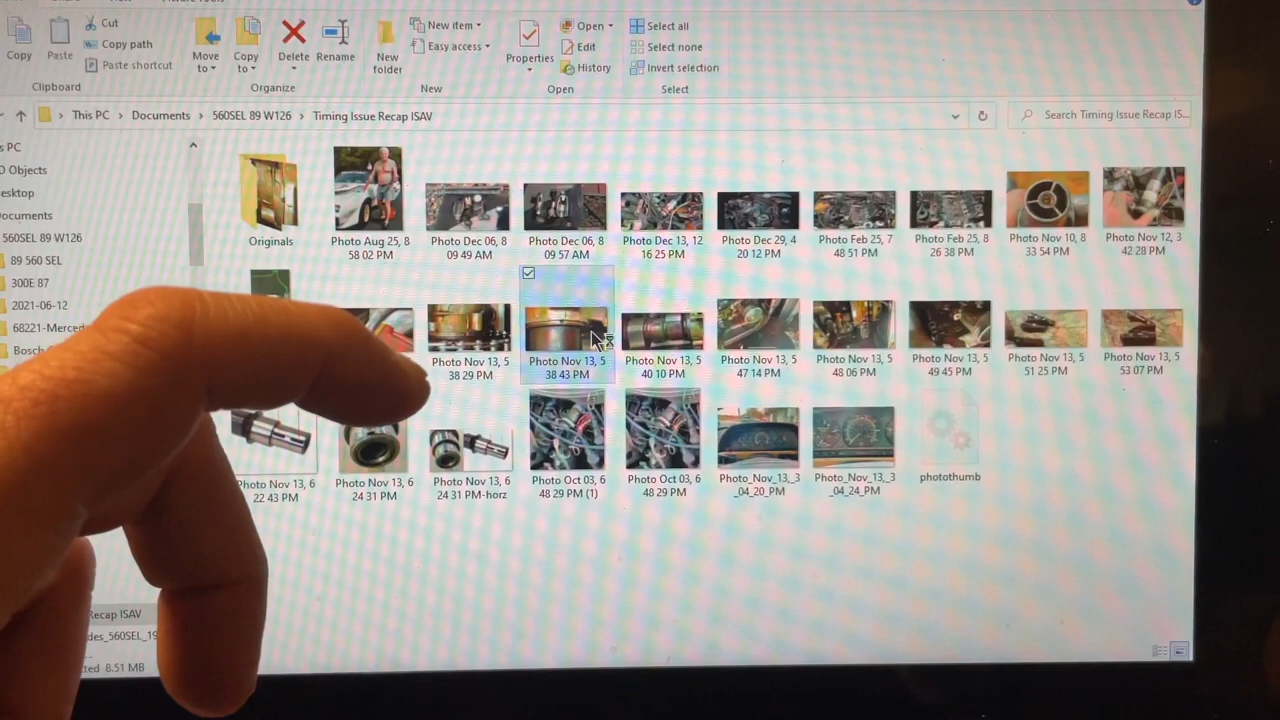 Cut
Copy path
Paste shortcut
Copy
Paste
Clipboard
Move to
Copy to
Delete
Rename
Organize
New folder
New item
Easy access
New
Properties
Open
Edit
History
Open
Select all
Select none
Invert selection
Select
This PC > Documents > 560SEL 89 W126 > Timing Issue Recap ISAV
Search Timing Issue Recap IS...
s PC
D Objects
esktop
ocuments
560SEL 89 W126
89 560 SEL
300E 87
2021-06-12
68221-Merced
Bosch
Recap ISAV
des_560SEL_19
ted 8.51 MB
Originals
Photo Aug 25, 8
58 02 PM
Photo Dec 06, 8
09 49 AM
Photo Dec 06, 8
09 57 AM
Photo Dec 13, 12
16 25 PM
Photo Dec 29, 4
20 12 PM
Photo Feb 25, 7
48 51 PM
Photo Feb 25, 8
26 38 PM
Photo Nov 10, 8
33 54 PM
Photo Nov 12, 3
42 28 PM
Photo Nov 13, 5
38 29 PM
Photo Nov 13, 5
38 43 PM
Photo Nov 13, 5
40 10 PM
Photo Nov 13, 5
47 14 PM
Photo Nov 13, 5
48 06 PM
Photo Nov 13, 5
49 45 PM
Photo Nov 13, 5
51 25 PM
Photo Nov 13, 5
53 07 PM
Photo Nov 13, 6
22 43 PM
Photo Nov 13, 6
24 31 PM
Photo Nov 13, 6
24 31 PM-horz
Photo Oct 03, 6
48 29 PM (1)
Photo Oct 03, 6
48 29 PM
Photo_Nov_13,_3
_04_20_PM
Photo_Nov_13,_3
_04_24_PM
photothumb